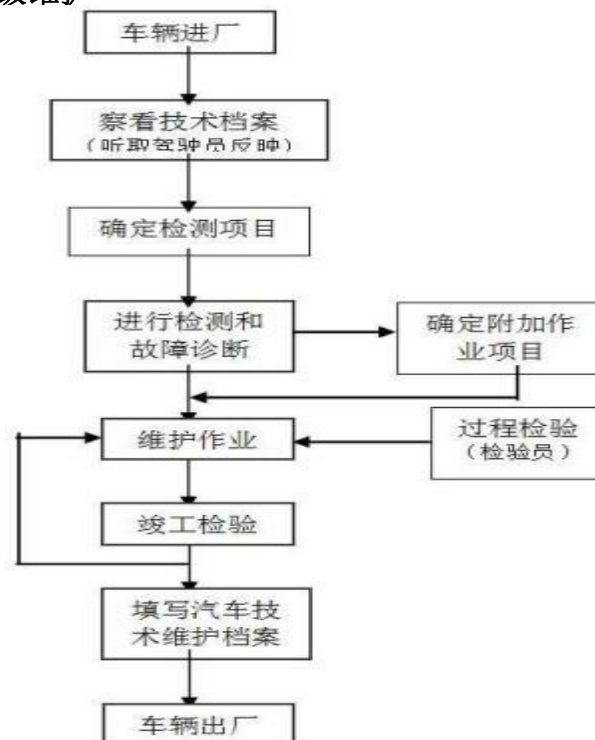 级维护
车辆进厂
察看技术档案
（听取驾驶员反映）
确定检测项目
进行检测和
故障诊断
确定附加作
业项目
维护作业
过程检验
（检验员）
竣工检验
填写汽车技
术维护档案
车辆出厂